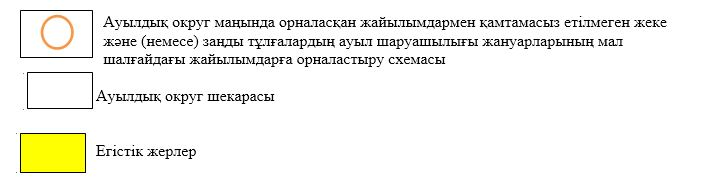 Ауылдық округ маңында орналасқан жайылымдармен қамтамасыз етілмеген жеке
және (немесе) заңды тұлғалардың ауыл шаруашылығы жануарларының мал
шалғайдағы жайылымдарға орналастыру схемасы
Ауылдық округ шекарасы
Егістік жерлер